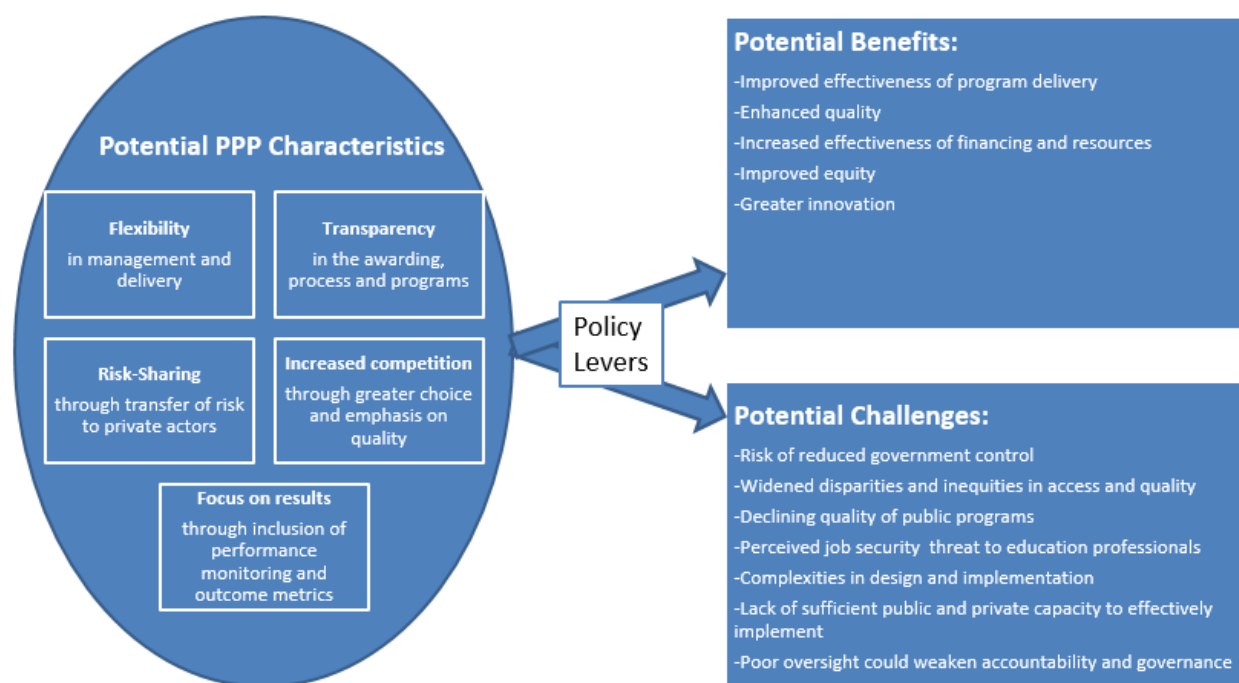 Potential PPP Characteristics
Flexibility
in management and
delivery
Transparency
in the awarding,
process and programs
Risk-Sharing
through transfer of risk
to private actors
Increased competition
through greater choice
and emphasis on
quality
Focus on results
through inclusion of
performance
monitoring and
outcome metrics
Policy
Levers
Potential Benefits:
-Improved effectiveness of program delivery
-Enhanced quality
-Increased effectiveness of financing and resources
-Improved equity
-Greater innovation
Potential Challenges:
-Risk of reduced government control
-Widened disparities and inequities in access and quality
-Declining quality of public programs
-Perceived job security  threat to education professionals
-Complexities in design and implementation
-Lack of sufficient public and private capacity to effectively
implement
-Poor oversight could weaken accountability and governance